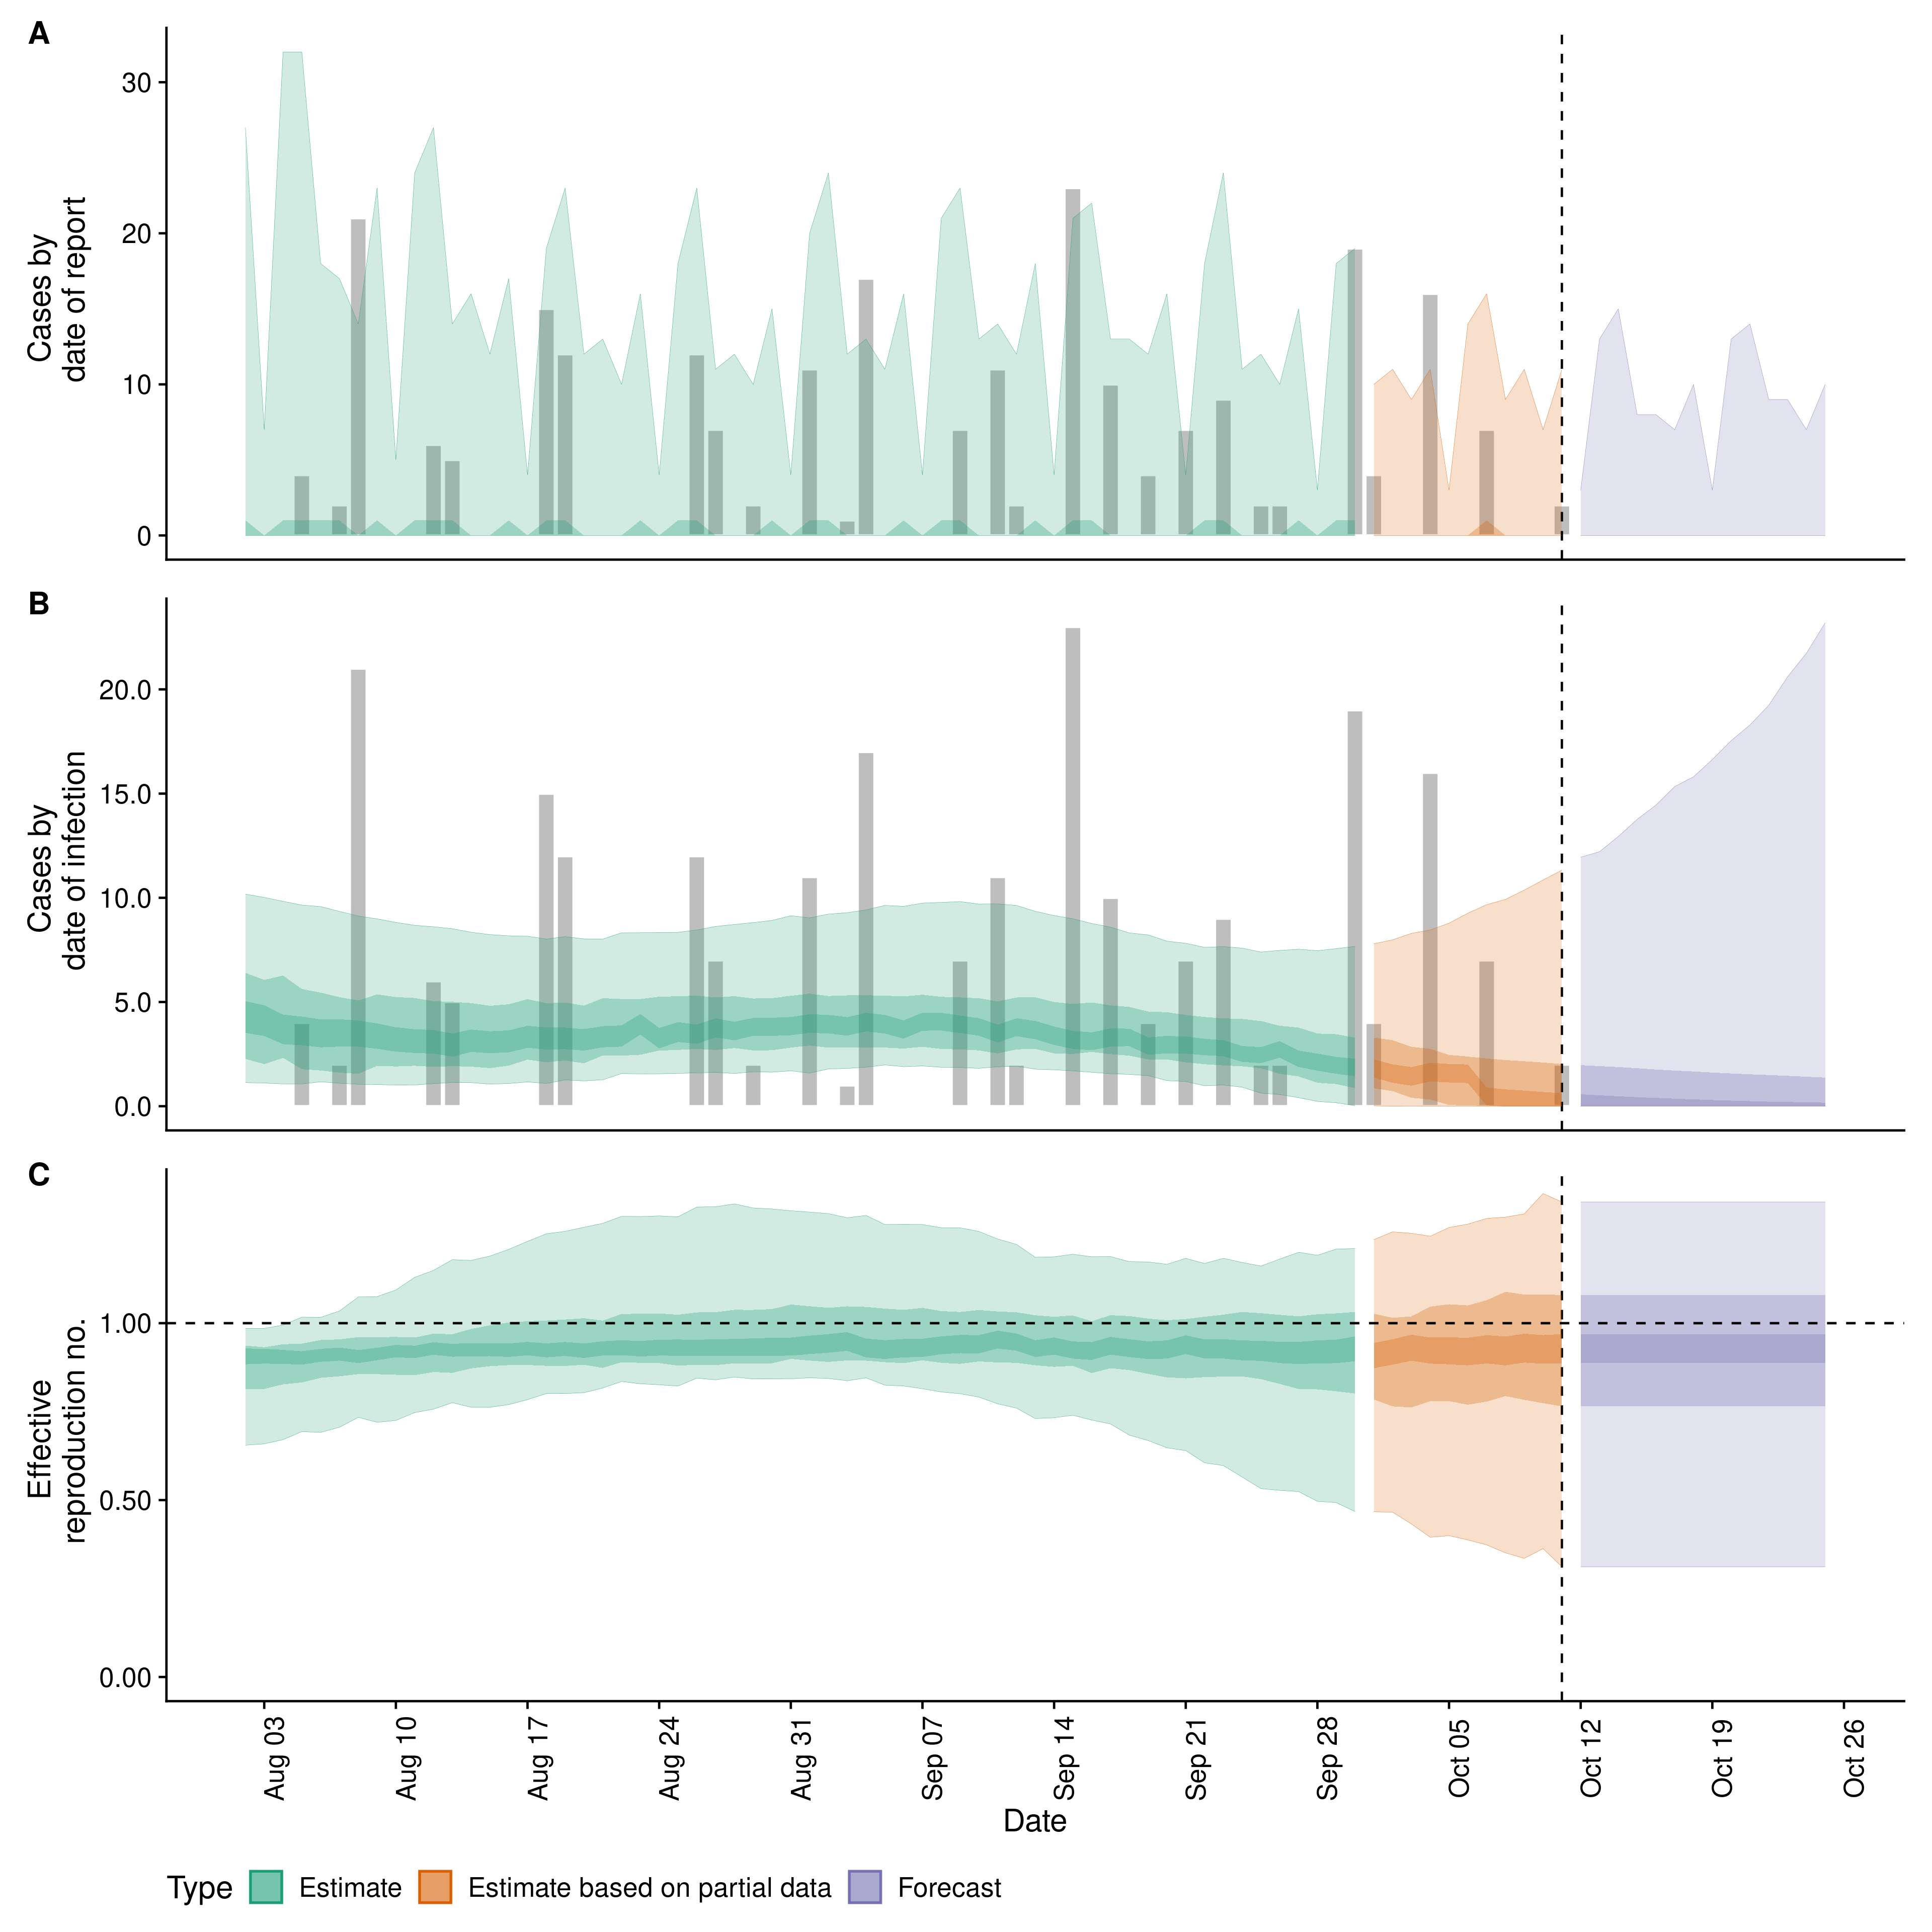 A
Cases by
date of report
30
20
10
0
B
Cases by
date of infection
20.0
15.0
10.0
5.0
0.0
C
Effective
reproduction no.
1.00
0.50
0.00
Aug 03
Aug 10
Aug 17
Aug 24
Aug 31
Sep 07
Sep 14
Sep 21
Sep 28
Oct 05
Oct 12
Oct 19
Oct 26
Date
Type Estimate Estimate based on partial data Forecast